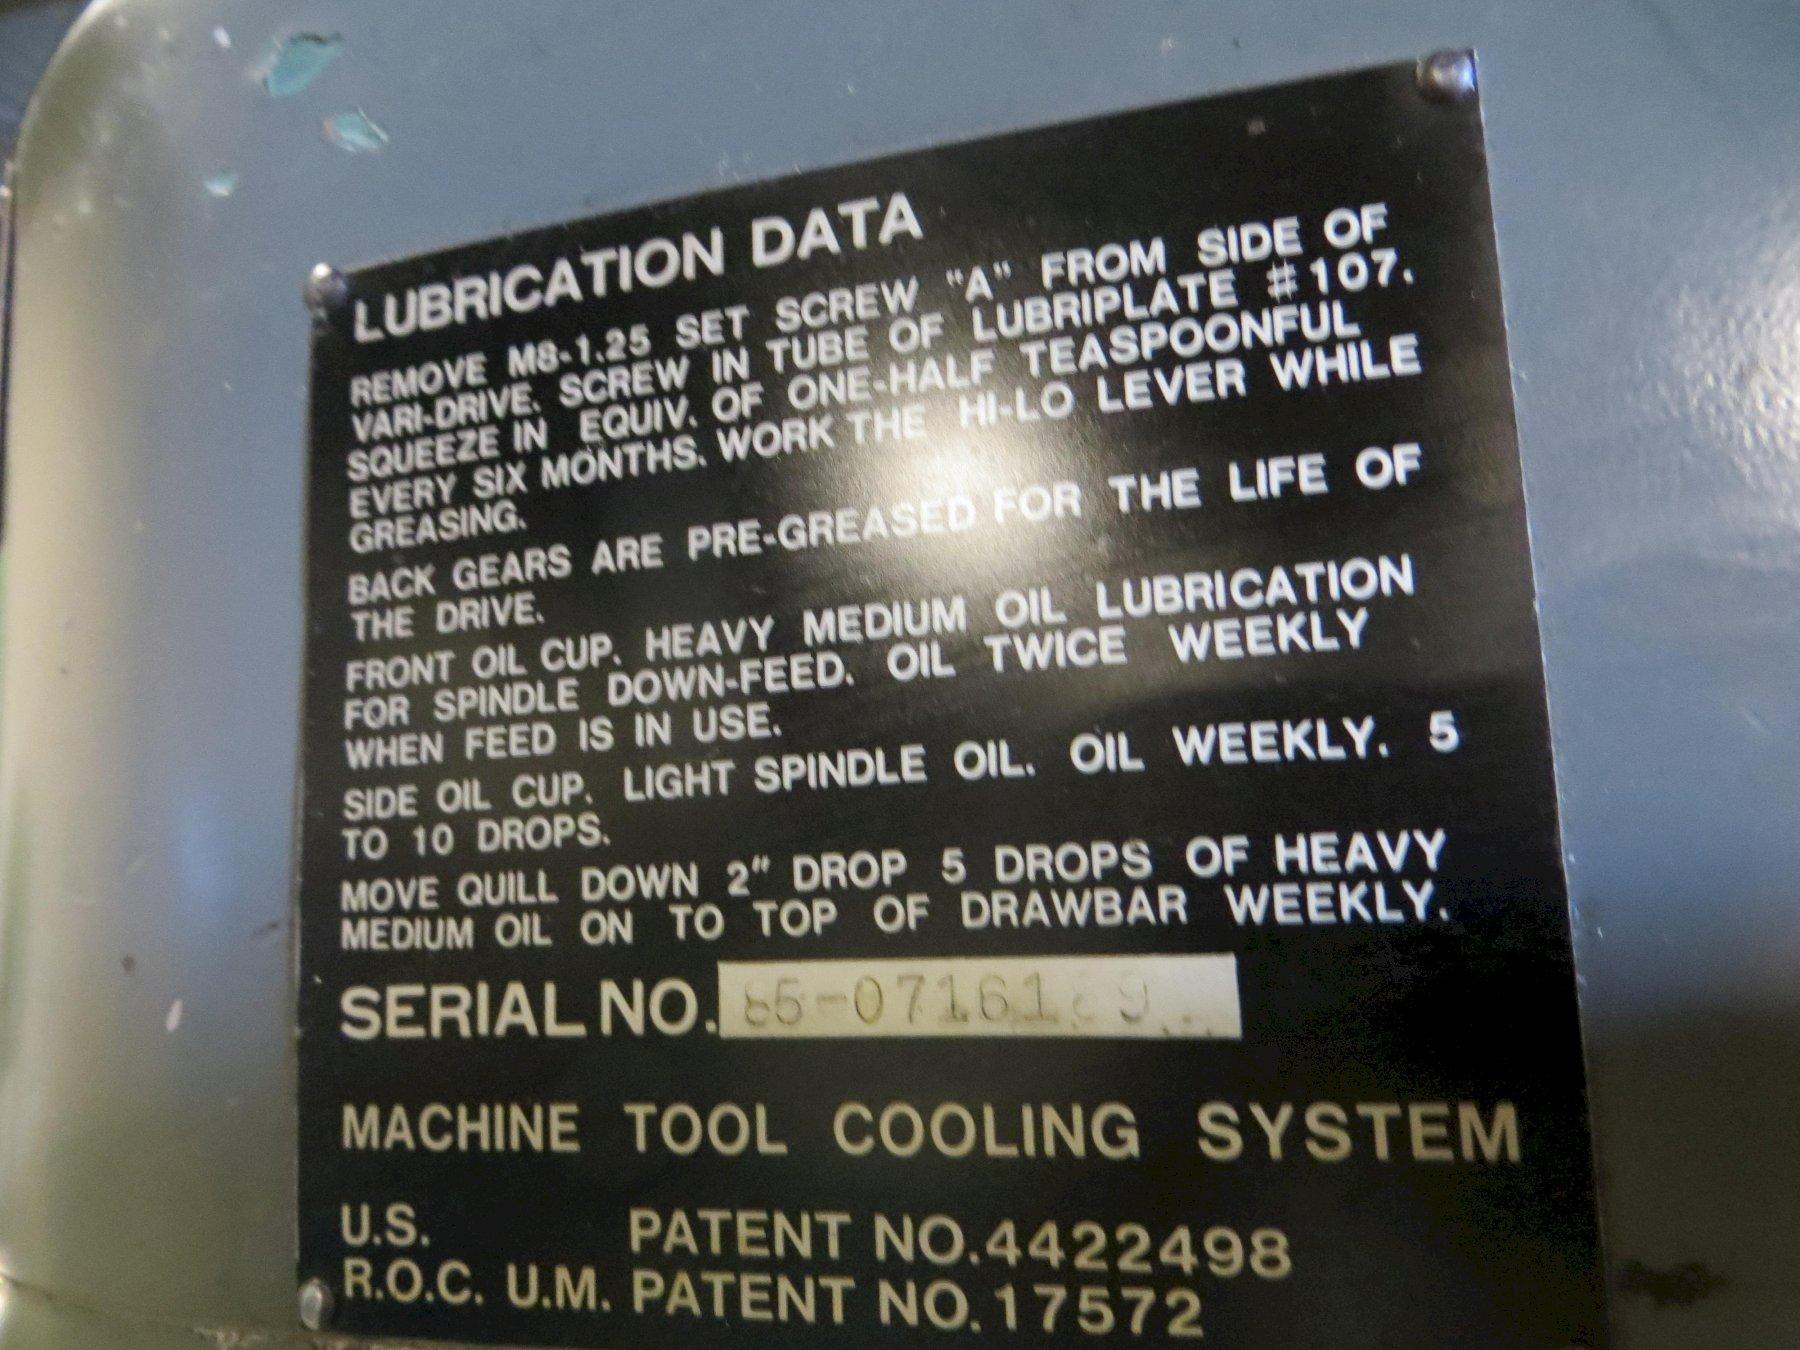 LUBRICATION DATA
REMOVE M8-1.25 SET SCREW "A" FROM SIDE OF
VARI-DRIVE. SCREW IN TUBE OF LUBRIPLATE #107.
SQUEEZE IN EQUIV. OF ONE-HALF TEASPOONFUL
EVERY SIX MONTHS. WORK THE HI-LO LEVER WHILE
GREASING.
BACK GEARS ARE PRE-GREASED FOR THE LIFE OF
THE DRIVE.
FRONT OIL CUP. HEAVY MEDIUM OIL LUBRICATION
FOR SPINDLE DOWN-FEED. OIL TWICE WEEKLY
WHEN FEED IS IN USE.
SIDE OIL CUP. LIGHT SPINDLE OIL. OIL WEEKLY. 5
TO 10 DROPS.
MOVE QUILL DOWN 2" DROP 5 DROPS OF HEAVY
MEDIUM OIL ON TO TOP OF DRAWBAR WEEKLY.
SERIAL NO.
MACHINE TOOL COOLING SYSTEM
U.S. PATENT NO.4422498
R.O.C. U.M. PATENT NO.17572